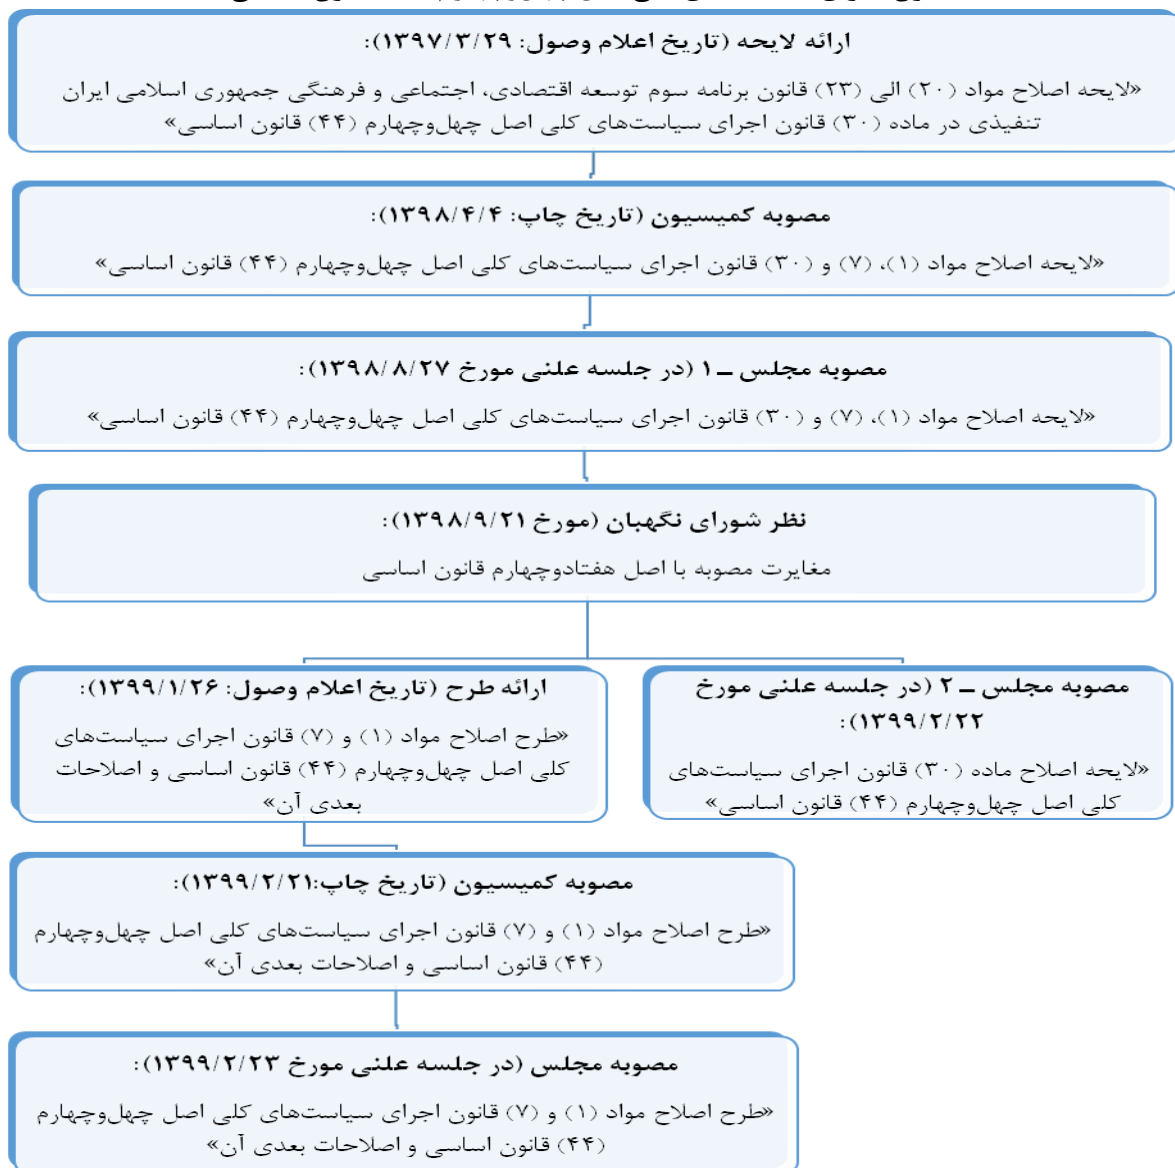 ارائه لایحه (تاریخ اعلام وصول: ۱۳۹۷/۳/۲۹):
«لایحه اصلاح مواد (۲۰) الی (۲۳) قانون برنامه سوم توسعه اقتصادی، اجتماعی و فرهنگی جمهوری اسلامی ایران
تنفیذی در ماده (۳۰) قانون اجرای سیاست‌های کلی اصل چهل‌وچهارم (۴۴) قانون اساسی»
مصوبه کمیسیون (تاریخ چاپ: ۱۳۹۸/۴/۴):
«لایحه اصلاح مواد (۱)، (۷) و (۳۰) قانون اجرای سیاست‌های کلی اصل چهل‌وچهارم (۴۴) قانون اساسی»
مصوبه مجلس – ۱ (در جلسه علنی مورخ ۱۳۹۸/۸/۲۷):
«لایحه اصلاح مواد (۱)، (۷) و (۳۰) قانون اجرای سیاست‌های کلی اصل چهل‌وچهارم (۴۴) قانون اساسی»
نظر شورای نگهبان (مورخ ۱۳۹۸/۹/۲۱):
مغایرت مصوبه با اصل هفتادوچهارم قانون اساسی
مصوبه مجلس – ۲ (در جلسه علنی مورخ
۱۳۹۹/۲/۲۲):
«لایحه اصلاح ماده (۳۰) قانون اجرای سیاست‌های
کلی اصل چهل‌وچهارم (۴۴) قانون اساسی»
ارائه طرح (تاریخ اعلام وصول: ۱۳۹۹/۱/۲۶):
«طرح اصلاح مواد (۱) و (۷) قانون اجرای سیاست‌های
کلی اصل چهل‌وچهارم (۴۴) قانون اساسی و اصلاحات
بعدی آن»
مصوبه کمیسیون (تاریخ چاپ:۱۳۹۹/۲/۲۱):
«طرح اصلاح مواد (۱) و (۷) قانون اجرای سیاست‌های کلی اصل چهل‌وچهارم
(۴۴) قانون اساسی و اصلاحات بعدی آن»
مصوبه مجلس (در جلسه علنی مورخ ۱۳۹۹/۲/۲۳):
«طرح اصلاح مواد (۱) و (۷) قانون اجرای سیاست‌های کلی اصل چهل‌وچهارم
(۴۴) قانون اساسی و اصلاحات بعدی آن»